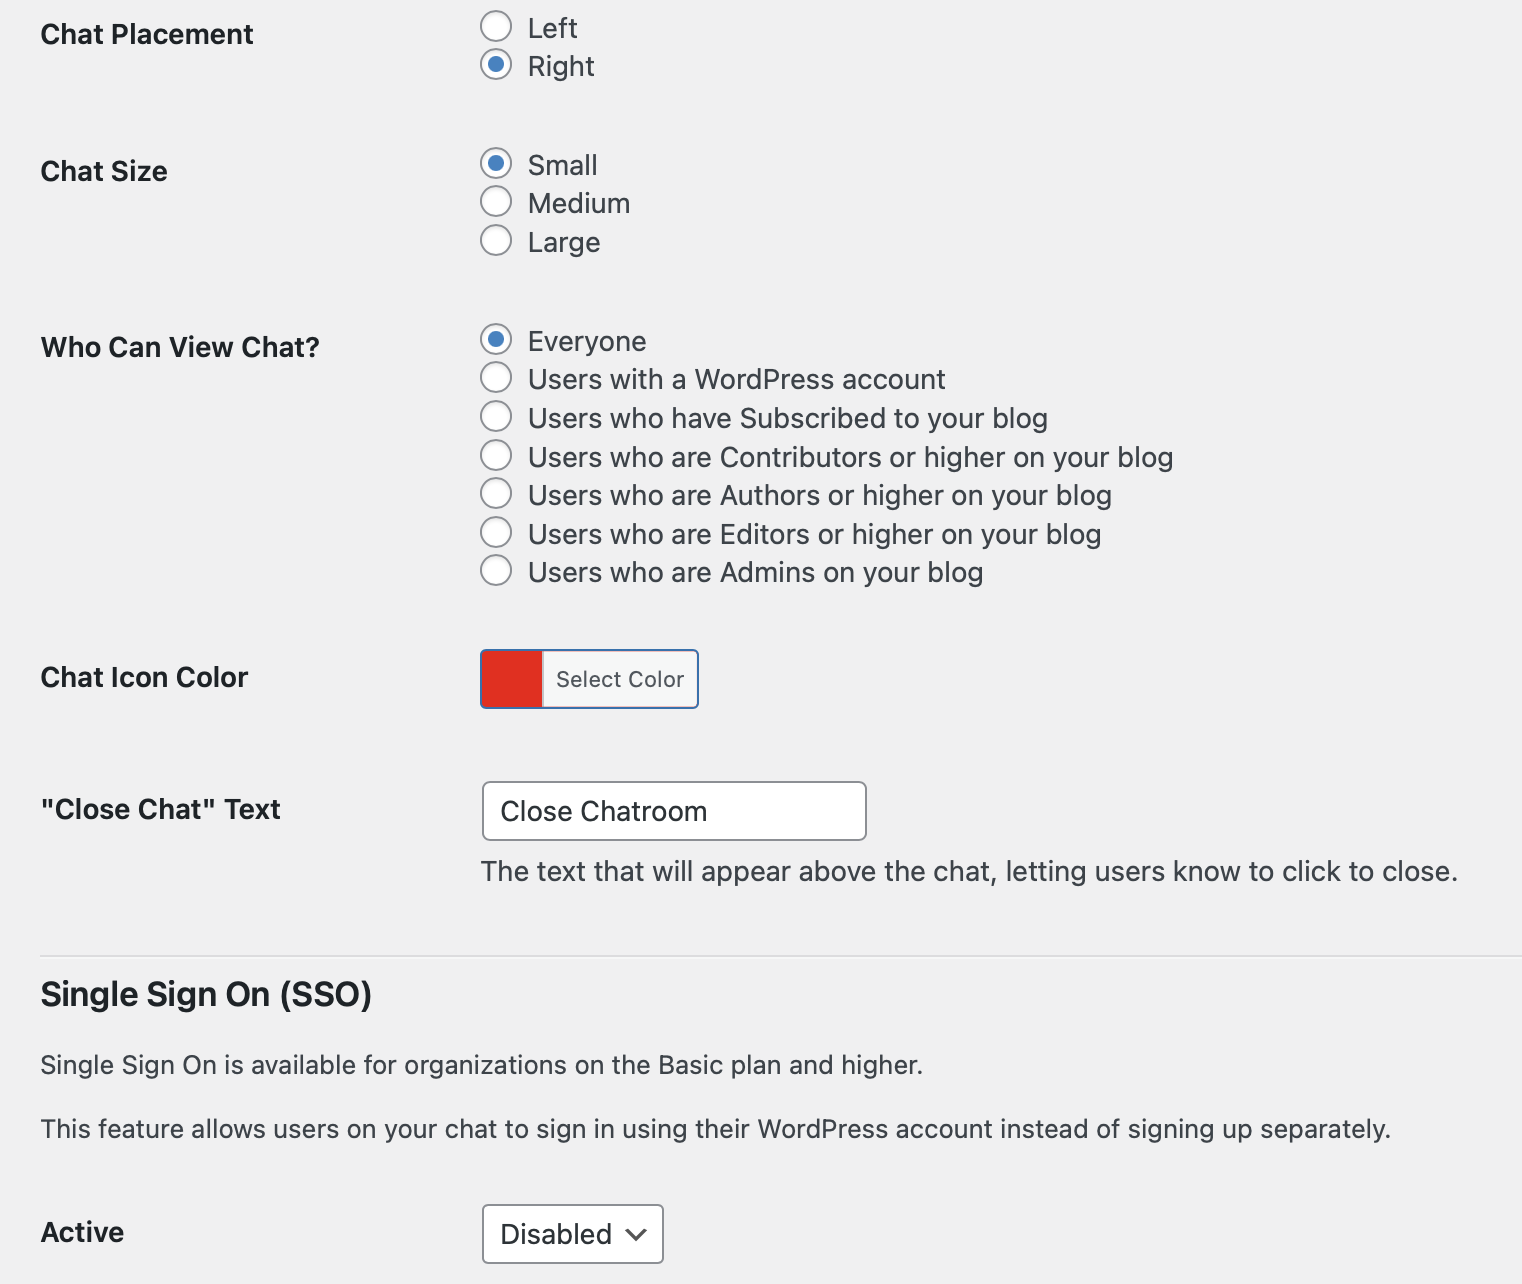 Chat Placement
Left
Right
Chat Size
Small
Medium
Large
Who Can View Chat?
Everyone
Users with a WordPress account
Users who have Subscribed to your blog
Users who are Contributors or higher on your blog
Users who are Authors or higher on your blog
Users who are Editors or higher on your blog
Users who are Admins on your blog
Chat Icon Color
Select Color
"Close Chat" Text
Close Chatroom
The text that will appear above the chat, letting users know to click to close.
Single Sign On (SSO)
Single Sign On is available for organizations on the Basic plan and higher.
This feature allows users on your chat to sign in using their WordPress account instead of signing up separately.
Active
Disabled